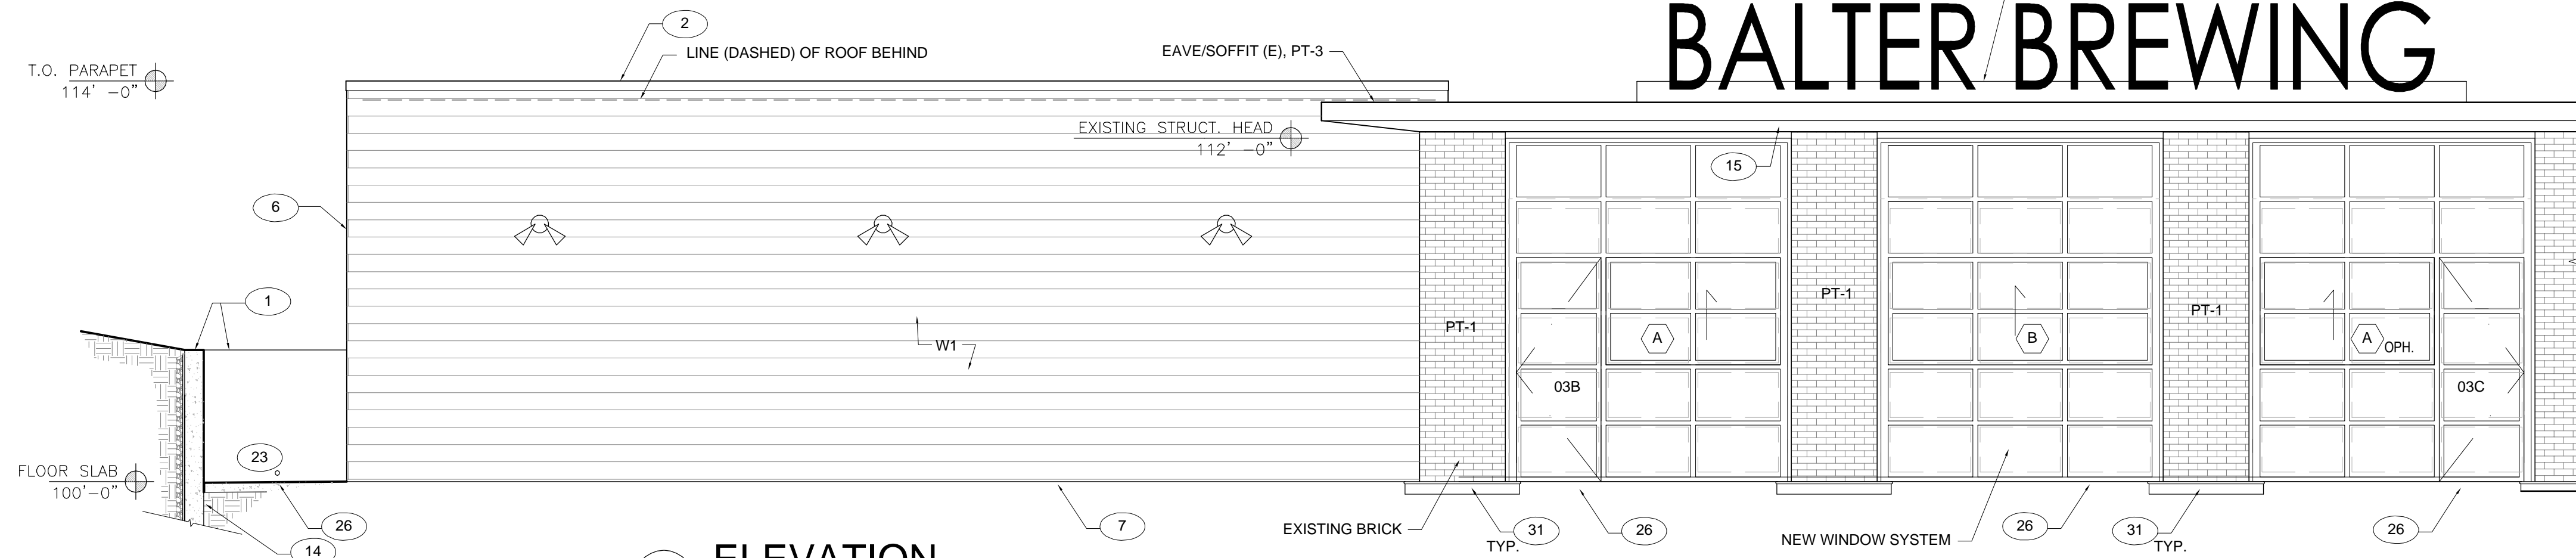 BALTER BREWING
2
LINE (DASHED) OF ROOF BEHIND
EAVE/SOFFIT (E), PT-3
T.O. PARAPET
114' -0"
EXISTING STRUCT. HEAD
112' -0"
15
6
1
PT-1
PT-1
PT-1
W1
A
B
A
OPH.
03B
03C
23
FLOOR SLAB
100'-0"
26
7
EXISTING BRICK
31
TYP.
26
NEW WINDOW SYSTEM
26
31
TYP.
26
14
ELEVATION